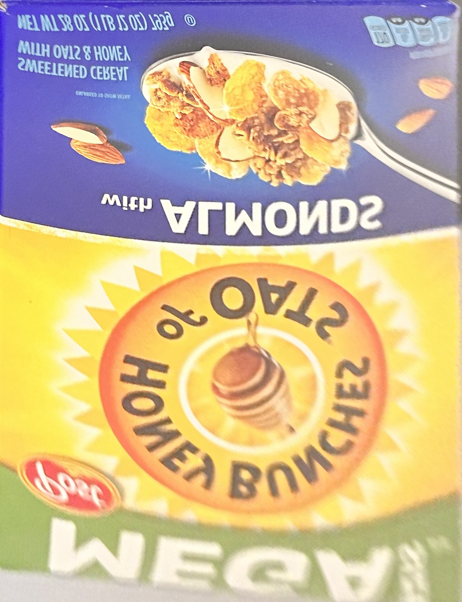 MEGA
Post
HONEY BUNCHES
OF OATS
with ALMONDS
SWEETENED CEREAL
WITH OATS & HONEY
NET WT 28 OZ (1 LB 12 OZ) 793g